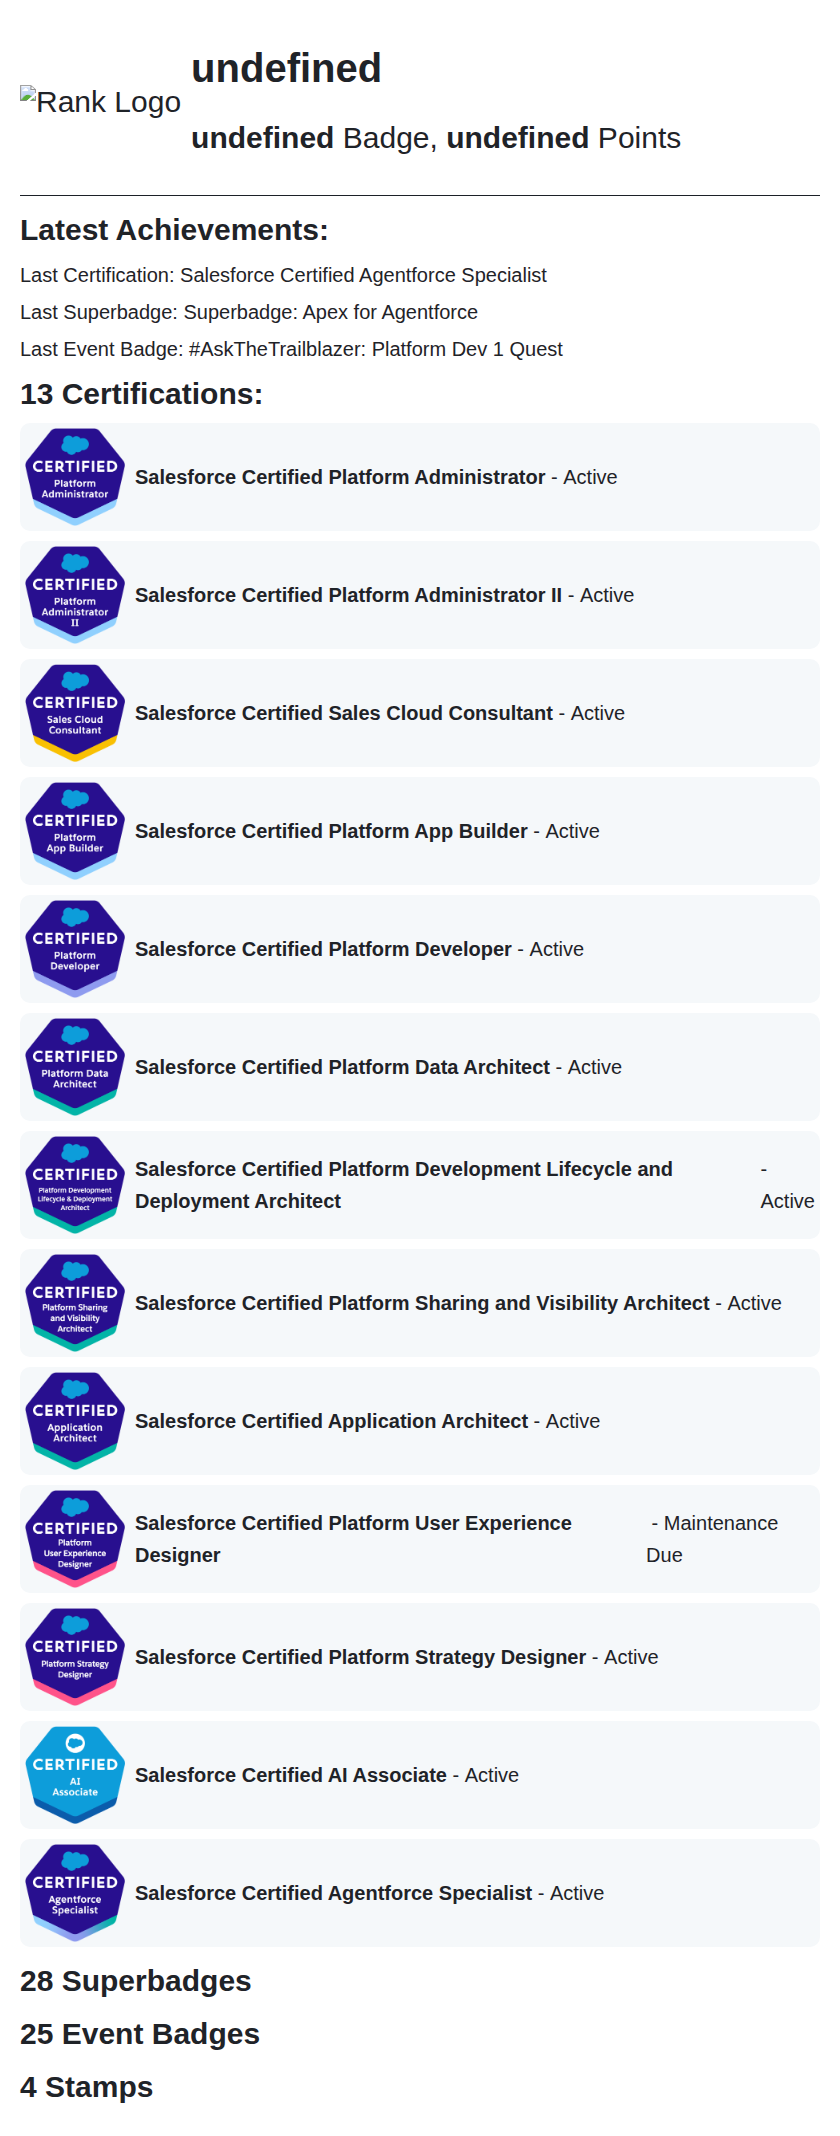 undefined
Rank Logo
undefined Badge, undefined Points
Latest Achievements:
Last Certification: Salesforce Certified Agentforce Specialist
Last Superbadge: Superbadge: Apex for Agentforce
Last Event Badge: #AskTheTrailblazer: Platform Dev 1 Quest
13 Certifications:
CERTIFIED
Platform
Administrator
Salesforce Certified Platform Administrator - Active
CERTIFIED
Platform
Administrator
II
Salesforce Certified Platform Administrator II - Active
CERTIFIED
Sales Cloud
Consultant
Salesforce Certified Sales Cloud Consultant - Active
CERTIFIED
Platform
App Builder
Salesforce Certified Platform App Builder - Active
CERTIFIED
Platform
Developer
Salesforce Certified Platform Developer - Active
CERTIFIED
Platform Data
Architect
Salesforce Certified Platform Data Architect - Active
CERTIFIED
Platform Development
Lifecycle & Deployment
Architect
Salesforce Certified Platform Development Lifecycle and
Deployment Architect
-
Active
CERTIFIED
Platform Sharing
and Visibility
Architect
Salesforce Certified Platform Sharing and Visibility Architect - Active
CERTIFIED
Application
Architect
Salesforce Certified Application Architect - Active
CERTIFIED
Platform
User Experience
Designer
Salesforce Certified Platform User Experience
Designer
- Maintenance
Due
CERTIFIED
Platform Strategy
Designer
Salesforce Certified Platform Strategy Designer - Active
CERTIFIED
AI
Associate
Salesforce Certified AI Associate - Active
CERTIFIED
Agentforce
Specialist
Salesforce Certified Agentforce Specialist - Active
28 Superbadges
25 Event Badges
4 Stamps